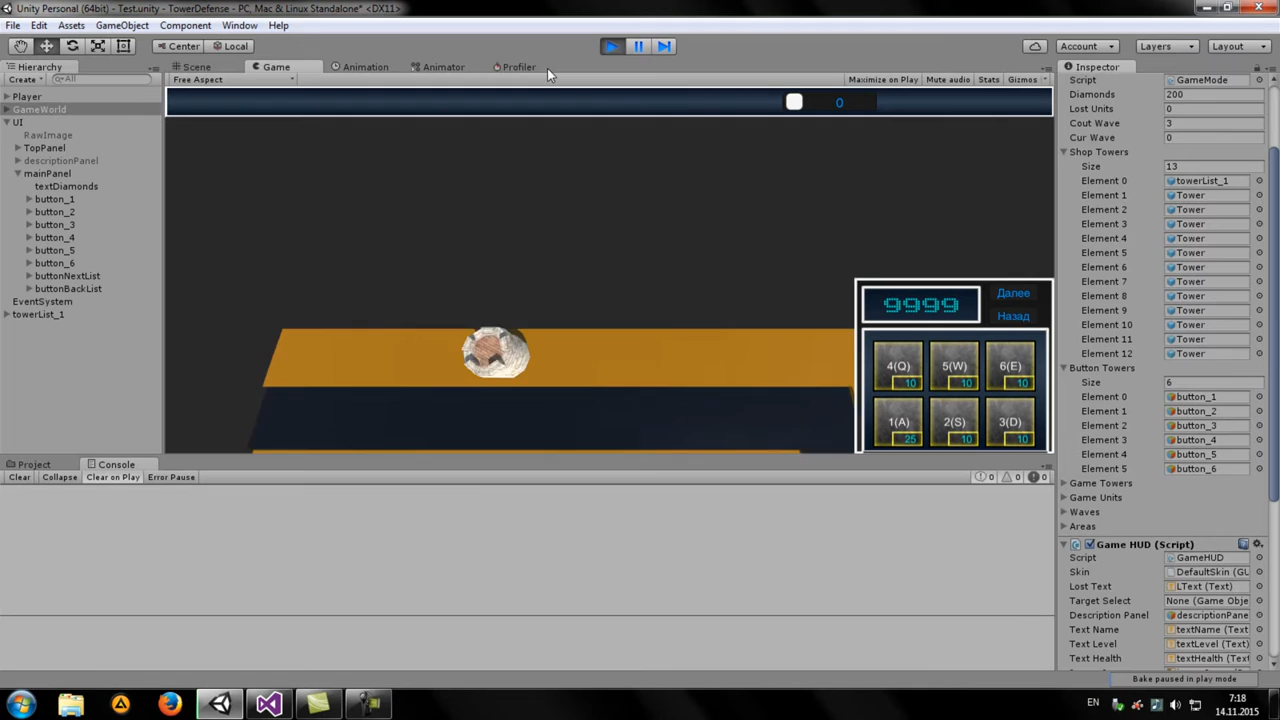 Unity Personal (64bit) - Test.unity - TowerDefense - PC, Mac & Linux Standalone* <DX11>
File Edit Assets GameObject Component Window Help
Center Local Account Layers Layout
Hierarchy Scene Game Animation Animator Profiler Inspector
Create All Free Aspect Maximize on Play Mute audio Stats Gizmos
Player
GameWorld
UI
RawImage
TopPanel
descriptionPanel
mainPanel
textDiamonds
button_1
button_2
button_3
button_4
button_5
button_6
buttonNextList
buttonBackList
EventSystem
towerList_1
0
9999
Далее
Назад
4(Q) 5(W) 6(E)
10 10 10
1(A) 2(S) 3(D)
25 10 10
Script GameMode
Diamonds 200
Lost Units 0
Cout Wave 3
Cur Wave 0
Shop Towers
Size 13
Element 0 towerList_1
Element 1 Tower
Element 2 Tower
Element 3 Tower
Element 4 Tower
Element 5 Tower
Element 6 Tower
Element 7 Tower
Element 8 Tower
Element 9 Tower
Element 10 Tower
Element 11 Tower
Element 12 Tower
Button Towers
Size 6
Element 0 button_1
Element 1 button_2
Element 2 button_3
Element 3 button_4
Element 4 button_5
Element 5 button_6
Game Towers
Game Units
Waves
Areas
Game HUD (Script)
Script GameHUD
Skin DefaultSkin (GU
Lost Text LText (Text)
Target Select None (Game Obje
Description Panel descriptionPane
Text Name textName (Text
Text Level textLevel (Text)
Text Health textHealth (Text
Project Console
Clear Collapse Clear on Play Error Pause 0 0 0
Bake paused in play mode
EN 7:18
14.11.2015